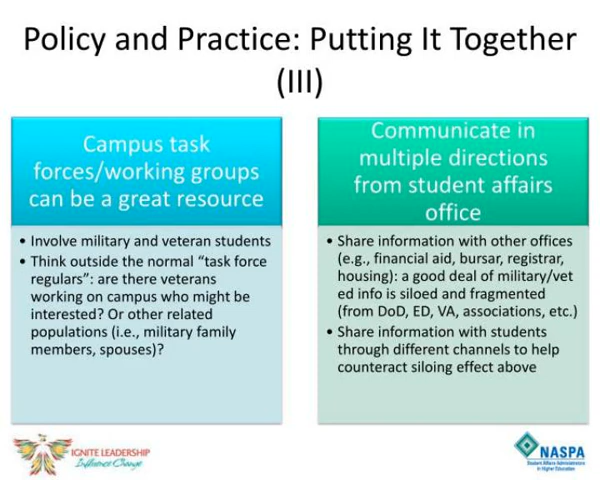 Policy and Practice: Putting It Together
(III)
Campus task
forces/working groups
can be a great resource
• Involve military and veteran students
• Think outside the normal “task force
regulars”: are there veterans
working on campus who might be
interested? Or other related
populations (i.e., military family
members, spouses)?
Communicate in
multiple directions
from student affairs
office
• Share information with other offices
(e.g., financial aid, bursar, registrar,
housing): a good deal of military/vet
ed info is siloed and fragmented
(from DoD, ED, VA, associations, etc.)
• Share information with students
through different channels to help
counteract siloing effect above
IGNITE LEADERSHIP
Influence Change
NASPA
Student Affairs Administrators
in Higher Education